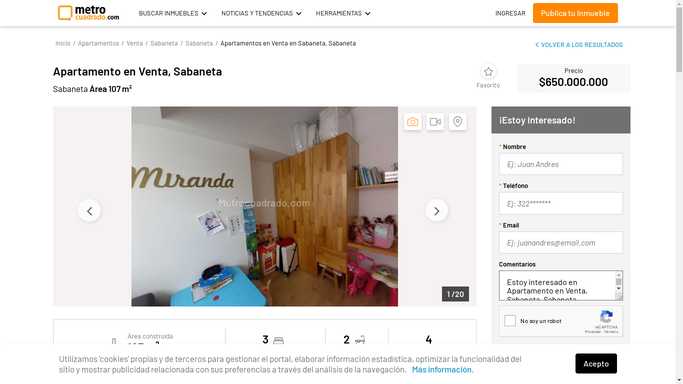 metro
cuadrado.com
BUSCAR INMUEBLES
NOTICIAS Y TENDENCIAS
HERRAMIENTAS
INGRESAR
Publica tu Inmueble
Inicio / Apartamentos / Venta / Sabaneta / Sabaneta / Apartamentos en Venta en Sabaneta, Sabaneta
VOLVER A LOS RESULTADOS
Apartamento en Venta, Sabaneta
Sabaneta Área 107 m²
Favorito
Precio
$650.000.000
Miranda
Metrocuadrado.com
1 / 20
¡Estoy Interesado!
* Nombre
Ej: Juan Andres
* Teléfono
Ej: 322*******
* Email
Ej: juanandres@email.com
Comentarios
Estoy interesado en
Apartamento en Venta,
Sabaneta, Sabaneta
No soy un robot
reCAPTCHA
Privacidad - Términos
Área construida
3
2
4
Utilizamos 'cookies' propias y de terceros para gestionar el portal, elaborar información estadística, optimizar la funcionalidad del
sitio y mostrar publicidad relacionada con sus preferencias a través del análisis de la navegación. Más información.
Acepto